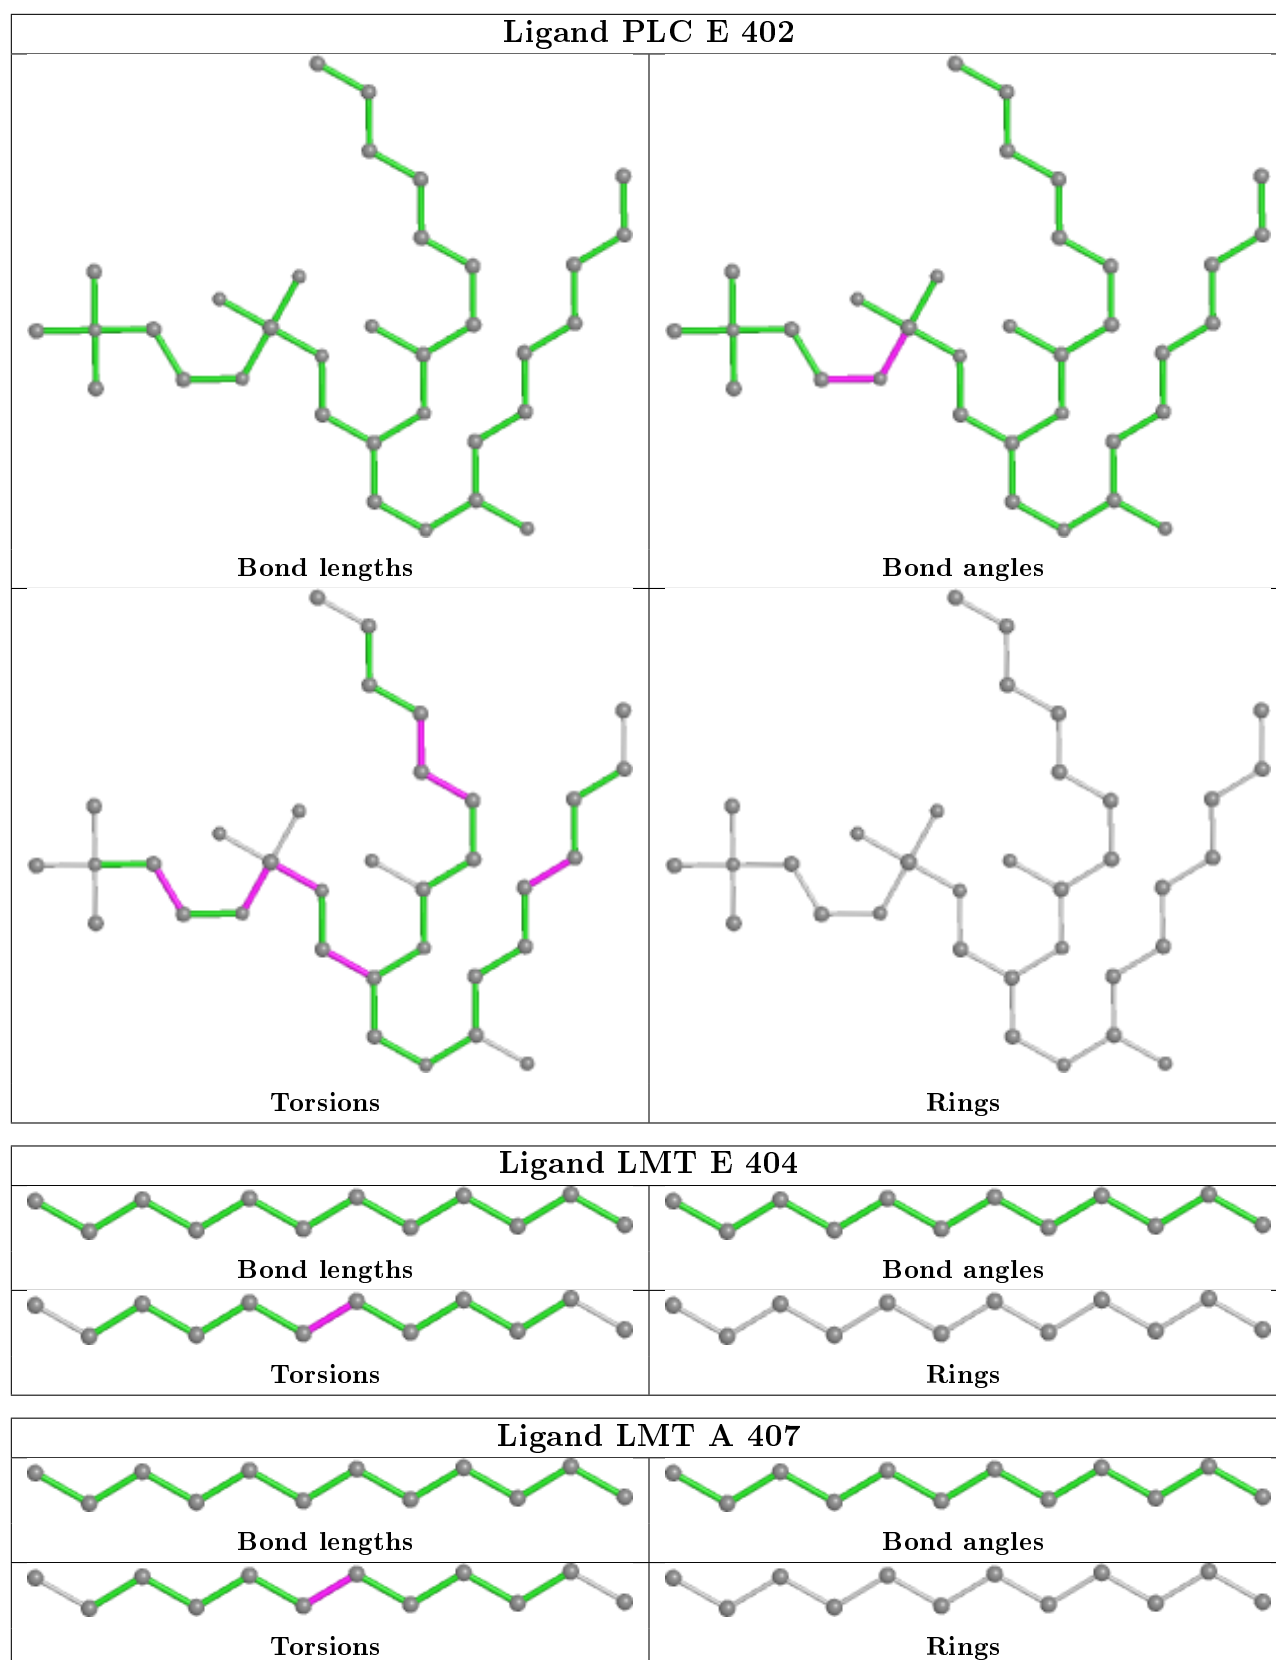 Ligand PLC E 402
Bond lengths
Bond angles
Torsions
Rings
Ligand LMT E 404
Bond lengths
Bond angles
Torsions
Rings
Ligand LMT A 407
Bond lengths
Bond angles
Torsions
Rings